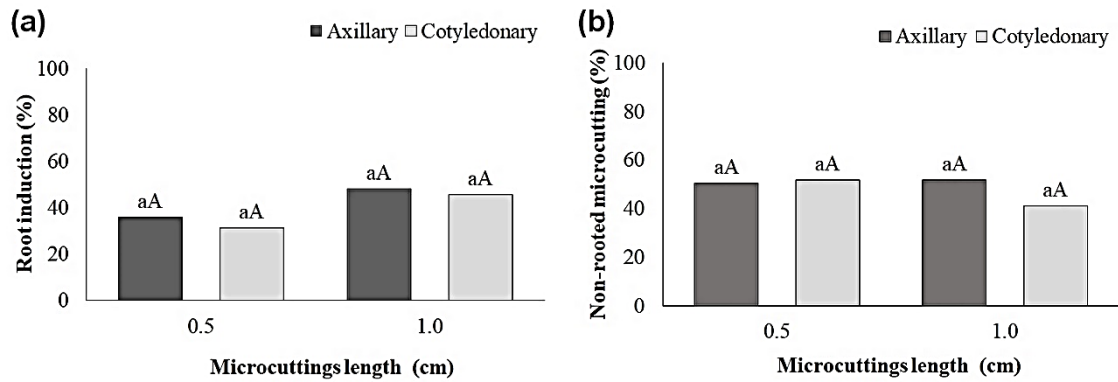 (a)
Axillary Cotyledonary
Root induction (%)
100
80
60
40
20
0
aA
aA
aA
aA
0.5
1.0
Microcuttings length (cm)
(b)
Axillary Cotyledonary
Non-rooted microcutting (%)
100
80
60
40
20
0
aA
aA
aA
aA
0.5
1.0
Microcuttings length (cm)